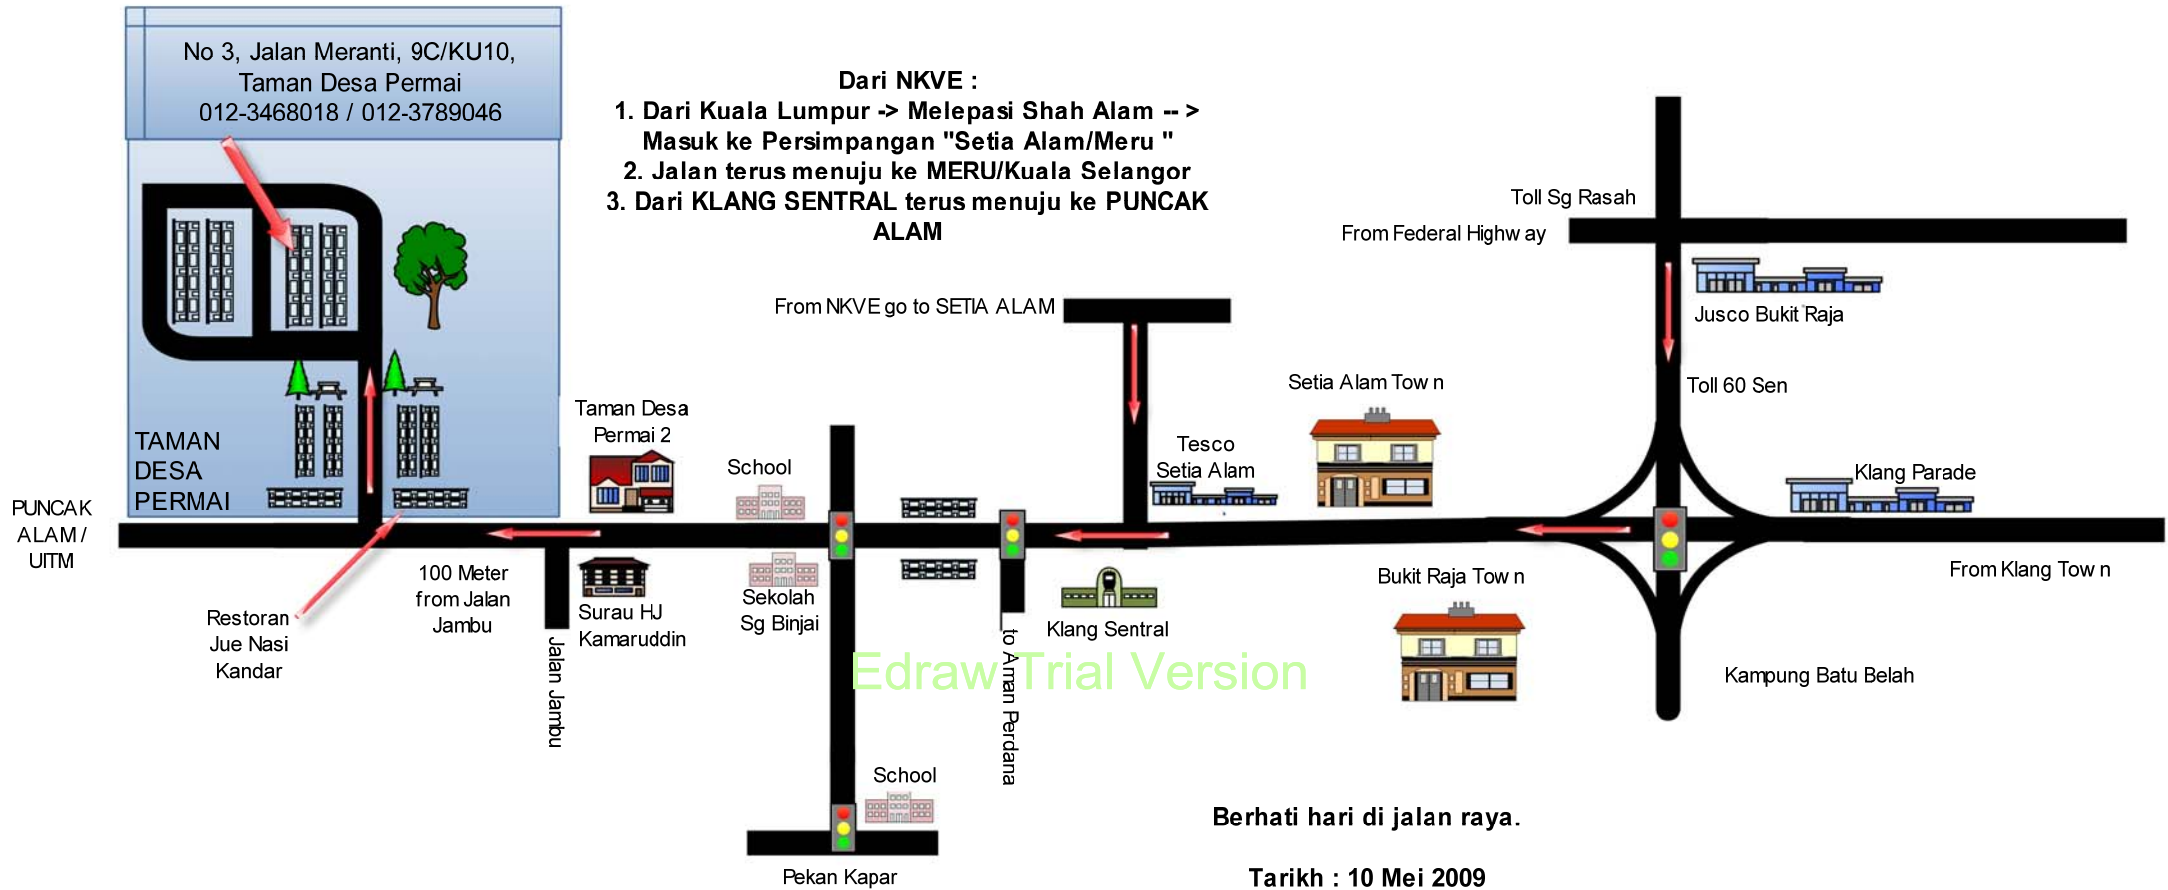 No 3, Jalan Meranti, 9C/KU10,
Taman Desa Permai
012-3468018 / 012-3789046
Dari NKVE :
1. Dari Kuala Lumpur -> Melepasi Shah Alam -- >
Masuk ke Persimpangan "Setia Alam/Meru "
2. Jalan terus menuju ke MERU/Kuala Selangor
3. Dari KLANG SENTRAL terus menuju ke PUNCAK
ALAM
Toll Sg Rasah
From Federal Highway
From NKVE go to SETIA ALAM
Jusco Bukit Raja
Toll 60 Sen
Setia Alam Town
Taman Desa
Permai 2
School
Tesco
Setia Alam
Klang Parade
TAMAN
DESA
PERMAI
PUNCAK
ALAM /
UITM
100 Meter
from Jalan
Jambu
Restoran
Jue Nasi
Kandar
Surau HJ
Kamaruddin
Jalan Jambu
Sekolah
Sg Binjai
to Aman Perdana
Klang Sentral
Bukit Raja Town
From Klang Town
Kampung Batu Belah
Edraw Trial Version
School
Pekan Kapar
Berhati hari di jalan raya.
Tarikh : 10 Mei 2009